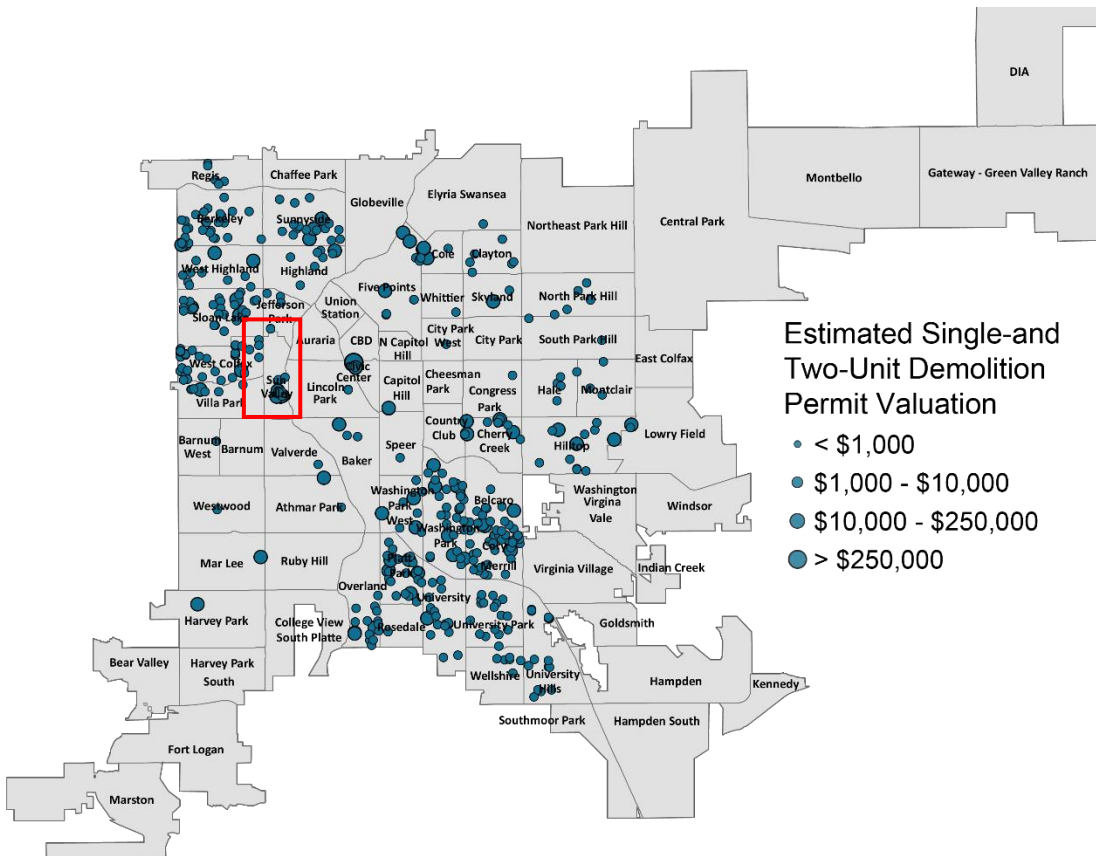 DIA
Montbello
Gateway - Green Valley Ranch
Regis
Chaffee Park
Globeville
Elyria Swansea
Central Park
Berkeley
Sunnyside
Northeast Park Hill
West Highland
Highland
Cole
Clayton
Five Points
Whittier
Skyland
North Park Hill
Sloan Lake
Jefferson
Park
Union
Station
Auraria
CBD
N Capitol
Hill
City Park
West
City Park
South Park Hill
East Colfax
West Colfax
Sun
Valley
Civic
Center
Lincoln
Park
Capitol
Hill
Cheesman
Park
Congress
Park
Hale
Montclair
Villa Park
Barnum
West
Barnum
Valverde
Baker
Speer
Country
Club
Cherry
Creek
Hilltop
Lowry Field
Westwood
Athmar Park
Washington
Park
West
Washington
Park
Belcaro
Cory
Merrill
Washington
Virgina
Vale
Windsor
Mar Lee
Ruby Hill
Overland
Platt
Park
University
Virginia Village
Indian Creek
Harvey Park
College View
South Platte
Rosedale
University Park
Goldsmith
Bear Valley
Harvey Park
South
Wellshire
University
Hills
Hampden
Kennedy
Southmoor Park
Hampden South
Fort Logan
Marston
Estimated Single-and
Two-Unit Demolition
Permit Valuation
< $1,000
$1,000 - $10,000
$10,000 - $250,000
> $250,000